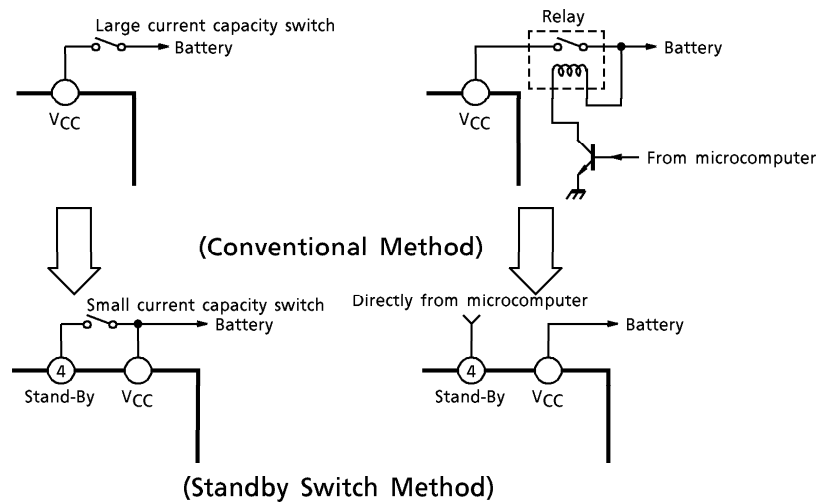 Large current capacity switch
Battery
VCC
Relay
Battery
VCC
From microcomputer
(Conventional Method)
Small current capacity switch
Battery
4
Stand-By
VCC
Directly from microcomputer
Battery
4
Stand-By
VCC
(Standby Switch Method)